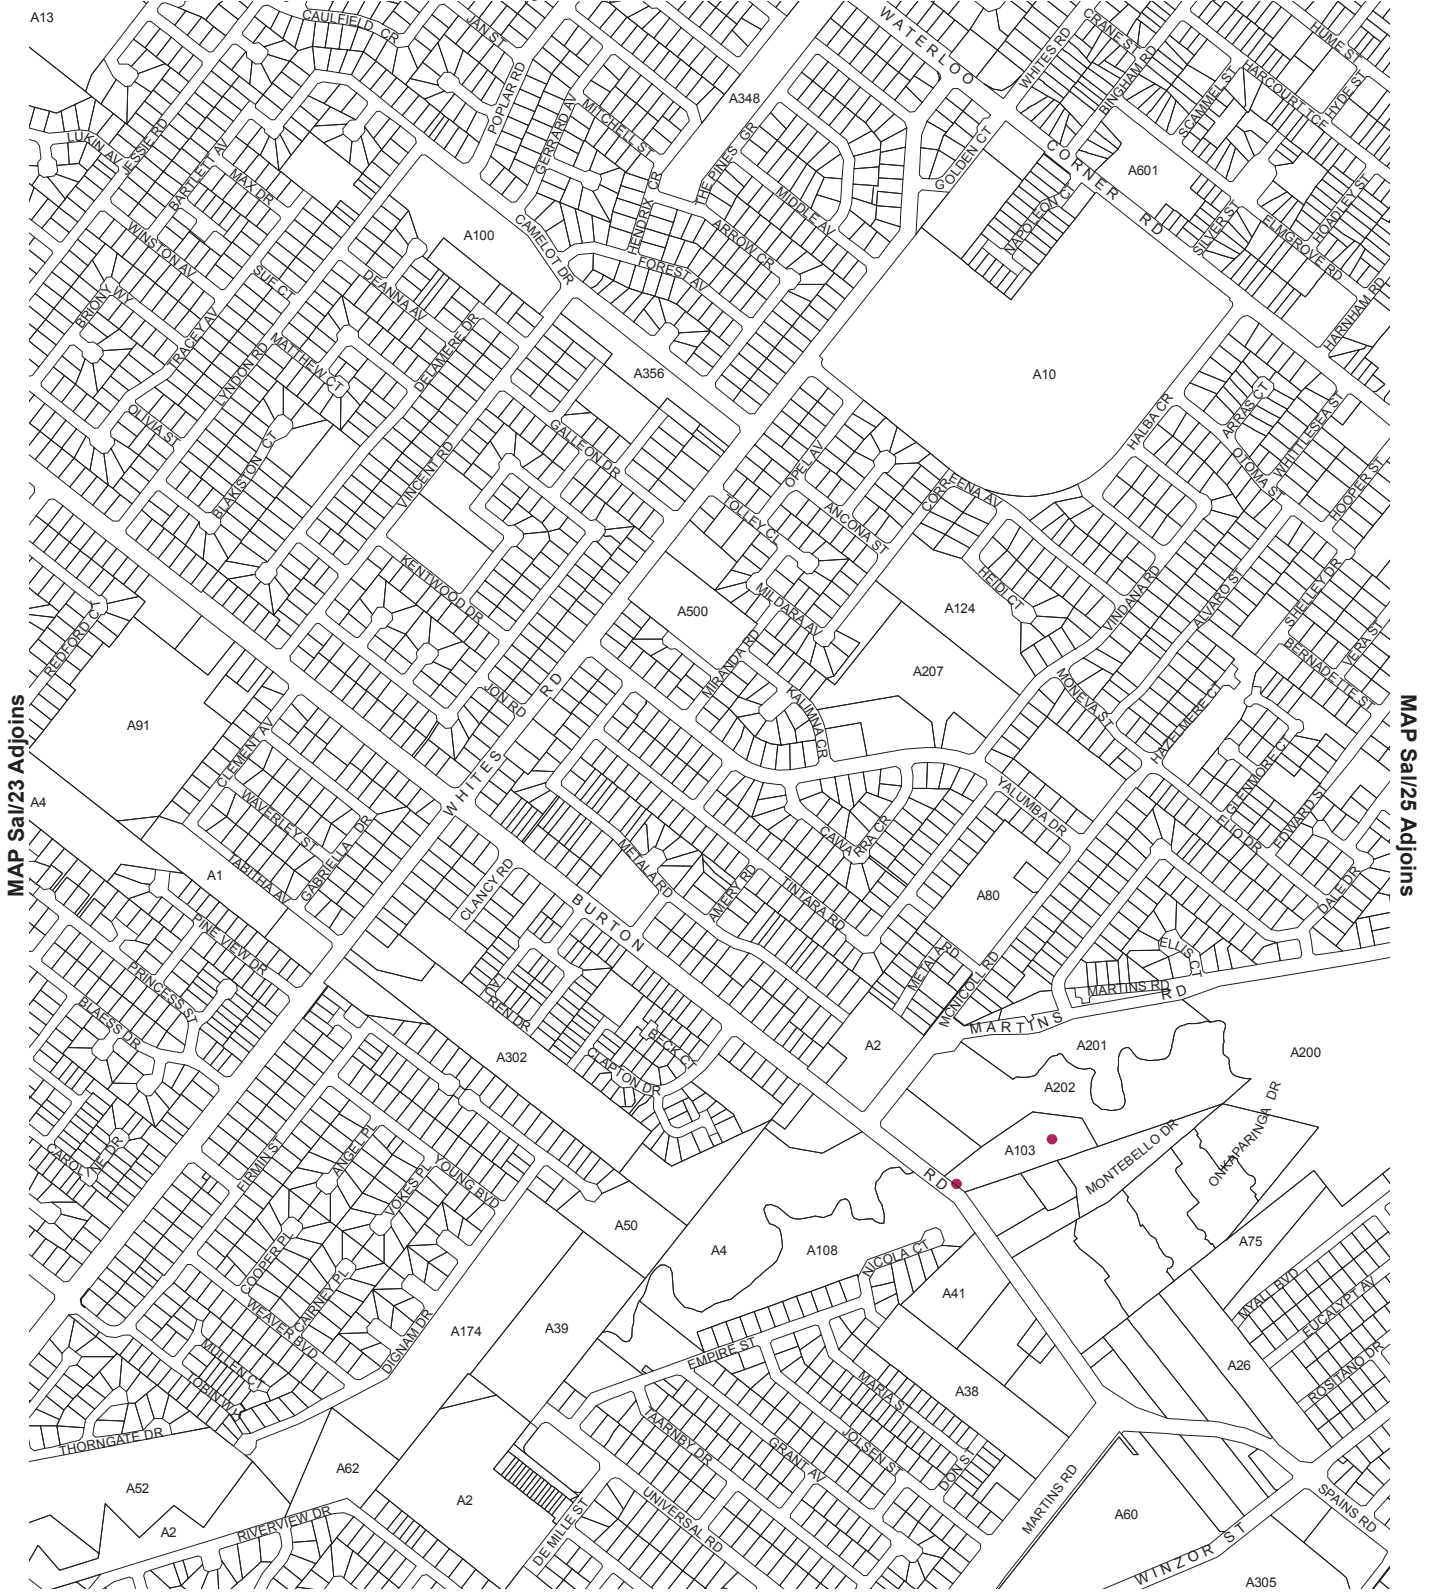 A13
CAULFIELD CR
JAN ST
WATERLOO
WHITES RD
CRANE ST
BINGHAM RD
SCAMMEL ST
HARCOURT TCE
HUME ST
HYDE ST
LUKIN AV
JESSIE RD
BARTLETT AV
MAX DR
POPLAR RD
GERRARD AV
MITCHELL ST
A348
THE PINES GR
GOLDEN CT
CORNER RD
A601
WINSTON AV
SUE CT
A100
CAMELOT DR
HENDRIX CR
FOREST AV
ARROW CR
MIDDLE AV
NAPOLEON CT
SILVER ST
ELMGROVE RD
HOADLEY ST
HARNHAM RD
BRIONY WY
TRACEY AV
LYNDON RD
MATTHEW CT
DEANNA AV
DELAMERE DR
A356
A10
OLIVIA ST
BLAKISTON CT
VINCENT RD
GALLEON DR
OPEL AV
HALBA CR
ARRAS CT
OTOMA ST
WHITTLESEA ST
HOOPER ST
TOLLEY CL
ANCONA ST
CORREENA AV
KENTWOOD DR
A500
MILDARA AV
A124
HEIDI CT
VINDANA RD
ALVARO ST
SHELLEY DR
VERA ST
BERNADETTE ST
REDFORD CT
MIRANDA RD
A207
MONEVA ST
MAP Sal/23 Adjoins
A91
A4
JON RD
WHITES RD
KALIMNA CR
HAZELMERE CT
MAP Sal/25 Adjoins
CLEMENT AV
WAVERLEY ST
GABRIELLA DR
TABITHA AV
A1
METALA RD
CAWARRA CR
YALUMBA DR
GLENMORE CT
ELIO DR
EDWARD ST
PINE VIEW DR
CLANCY RD
BURTON RD
AMERY RD
TINTARA RD
A80
DALE DR
PRINCESS ST
BLAESS DR
DAVREN DR
METALA RD
MCNICOLL RD
ELLIS CT
MARTINS RD
MARTINS RD
A302
BECK CT
CLAPTON DR
A2
A201
A200
A202
CAROLINE DR
FIRMIN ST
ANGEL PL
VOKES PL
YOUNG BVD
A103
MONTEBELLO DR
ONKAPARINGA DR
A50
A4
A108
NICOLA CT
A75
COOPER PL
CAIRNEY PL
WEAVER BVD
DIGNAM DR
A174
A39
A41
MYALL BVD
EUCALYPT AV
MULLEN CT
TOBIN WY
EMPIRE ST
MARIA ST
A38
A26
ROSITANO DR
THORNGATE DR
TAARNBY DR
GRANT AV
JOLSEN ST
DON ST
A52
A62
A2
A2
RIVERVIEW DR
DE MILLE ST
UNIVERSAL RD
MARTINS RD
A60
SPAINS RD
WINZOR ST
A305